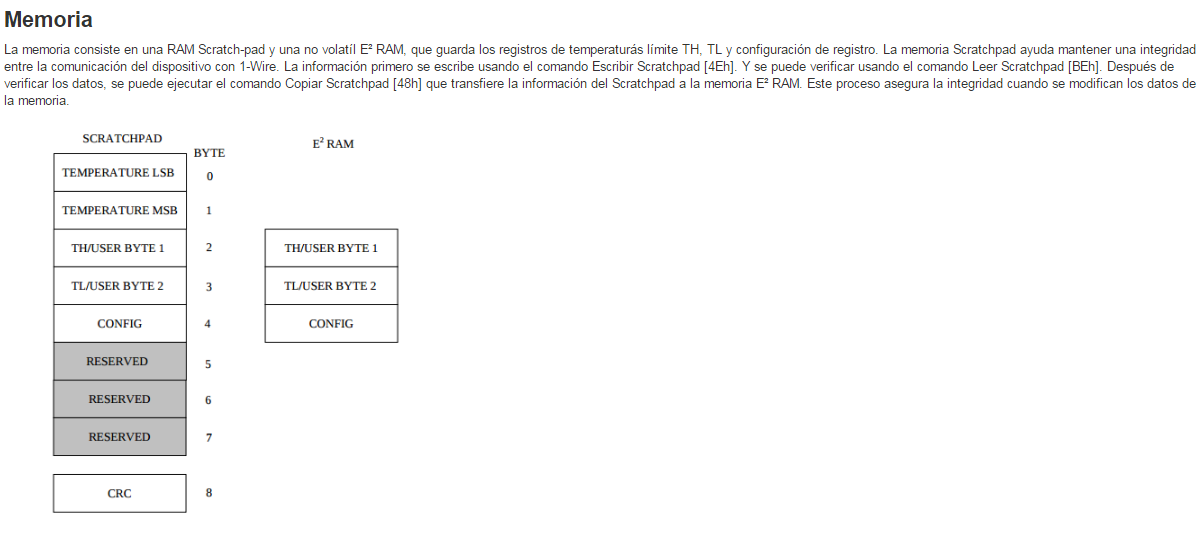 Memoria
La memoria consiste en una RAM Scratch-pad y una no volatíl E² RAM, que guarda los registros de temperaturás límite TH, TL y configuración de registro. La memoria Scratchpad ayuda mantener una integridad
entre la comunicación del dispositivo con 1-Wire. La información primero se escribe usando el comando Escribir Scratchpad [4Eh]. Y se puede verificar usando el comando Leer Scratchpad [BEh]. Después de
verificar los datos, se puede ejecutar el comando Copiar Scratchpad [48h] que transfiere la información del Scratchpad a la memoria E² RAM. Este proceso asegura la integridad cuando se modifican los datos de
la memoria.
SCRATCHPAD
BYTE
E² RAM
TEMPERATURE LSB 0
TEMPERATURE MSB 1
TH/USER BYTE 1 2 TH/USER BYTE 1
TL/USER BYTE 2 3 TL/USER BYTE 2
CONFIG 4 CONFIG
RESERVED 5
RESERVED 6
RESERVED 7
CRC 8